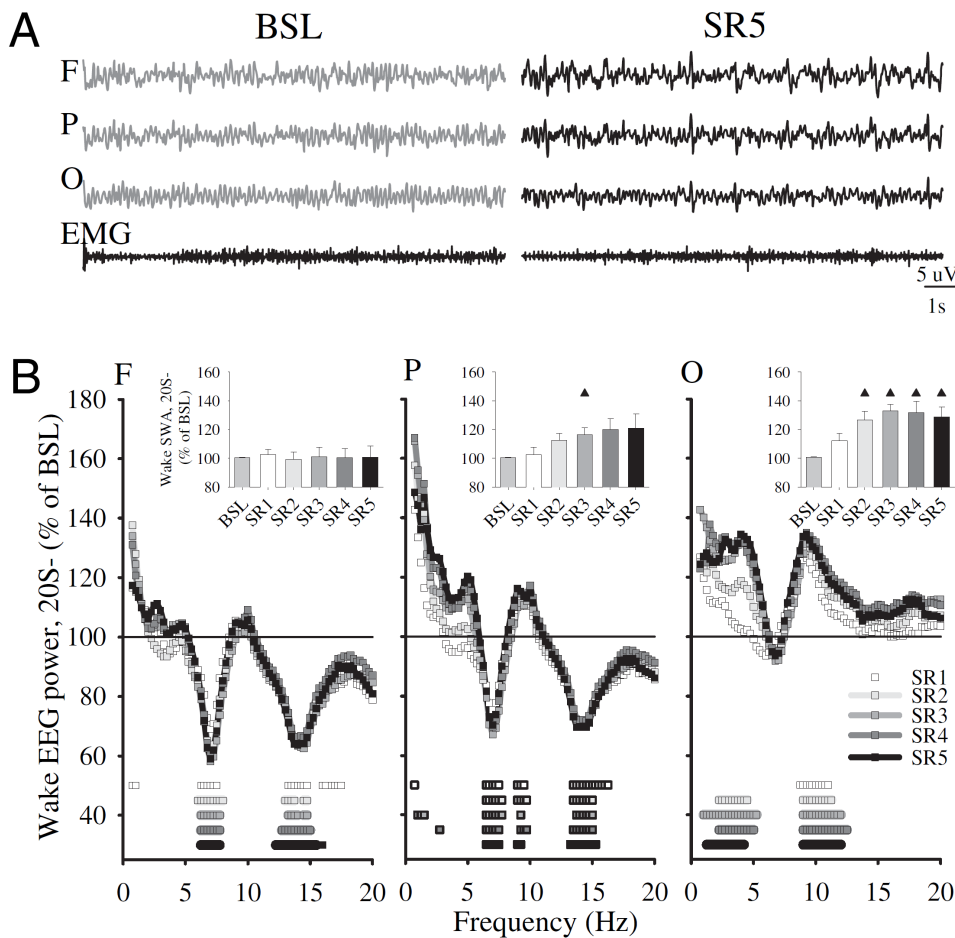 A
BSL
SR5
F
P
O
EMG
5 uV
1s
B
F
P
O
Wake SWA, 20S-
(% of BSL)
160
140
120
100
80
BSL
SR1
SR2
SR3
SR4
SR5
160
140
120
100
80
BSL
SR1
SR2
SR3
SR4
SR5
160
140
120
100
80
BSL
SR1
SR2
SR3
SR4
SR5
Wake EEG power, 20S- (% of BSL)
180
160
140
120
100
80
60
40
SR1
SR2
SR3
SR4
SR5
0 5 10 15 20
0 5 10 15 20
0 5 10 15 20
Frequency (Hz)